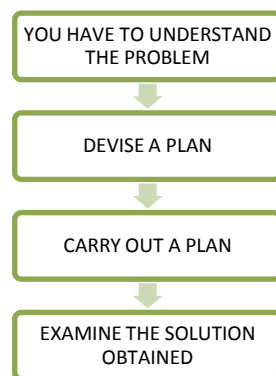 YOU HAVE TO UNDERSTAND
THE PROBLEM
DEVISE A PLAN
CARRY OUT A PLAN
EXAMINE THE SOLUTION
OBTAINED